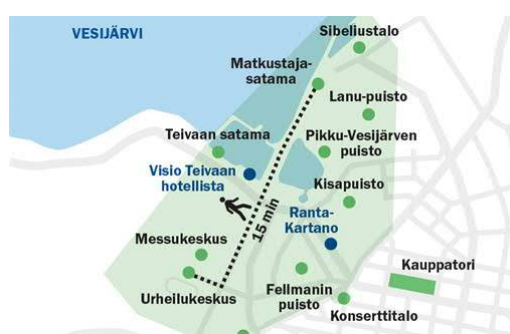 VESIJÄRVI
Sibeliustalo
Matkustaja-
satama
Lanu-puisto
Teivaan satama
Pikku-Vesijärven
puisto
Visio Teivaan
hotellista
Kisapuisto
15 min
Ranta-
Kartano
Messukeskus
Kauppatori
Urheilukeskus
Fellmanin
puisto
Konserttitalo